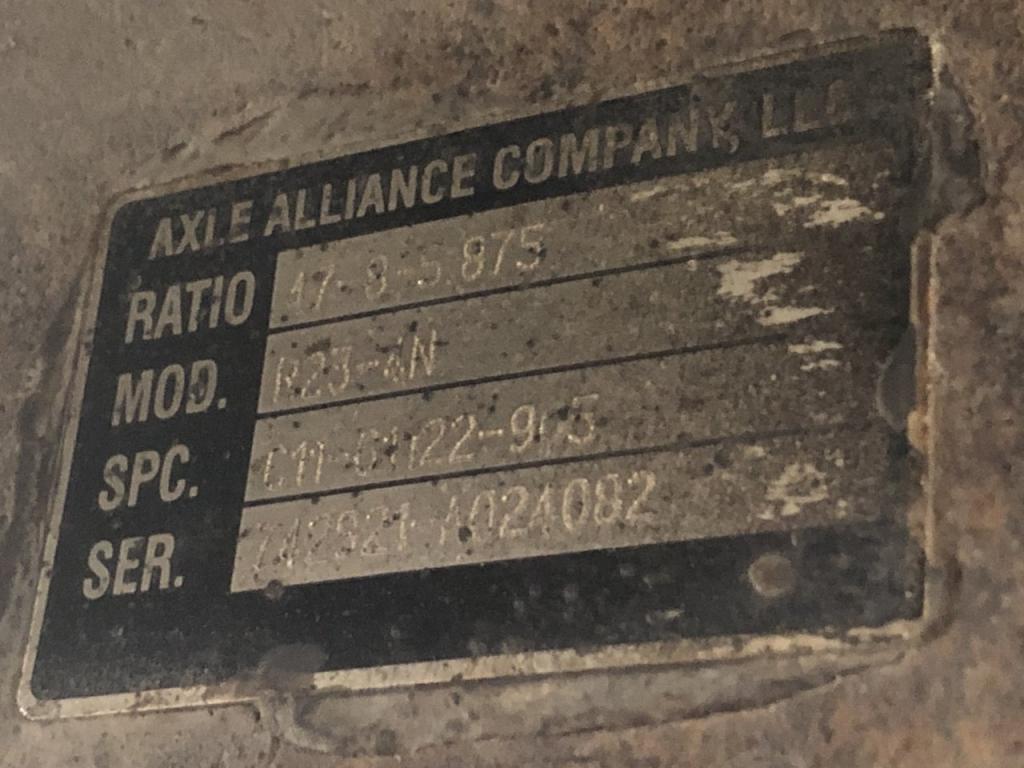 AXLE ALLIANCE COMPANY, LLC
RATIO 47-8-5.875
MOD. R23-4N
SPC.
SER.